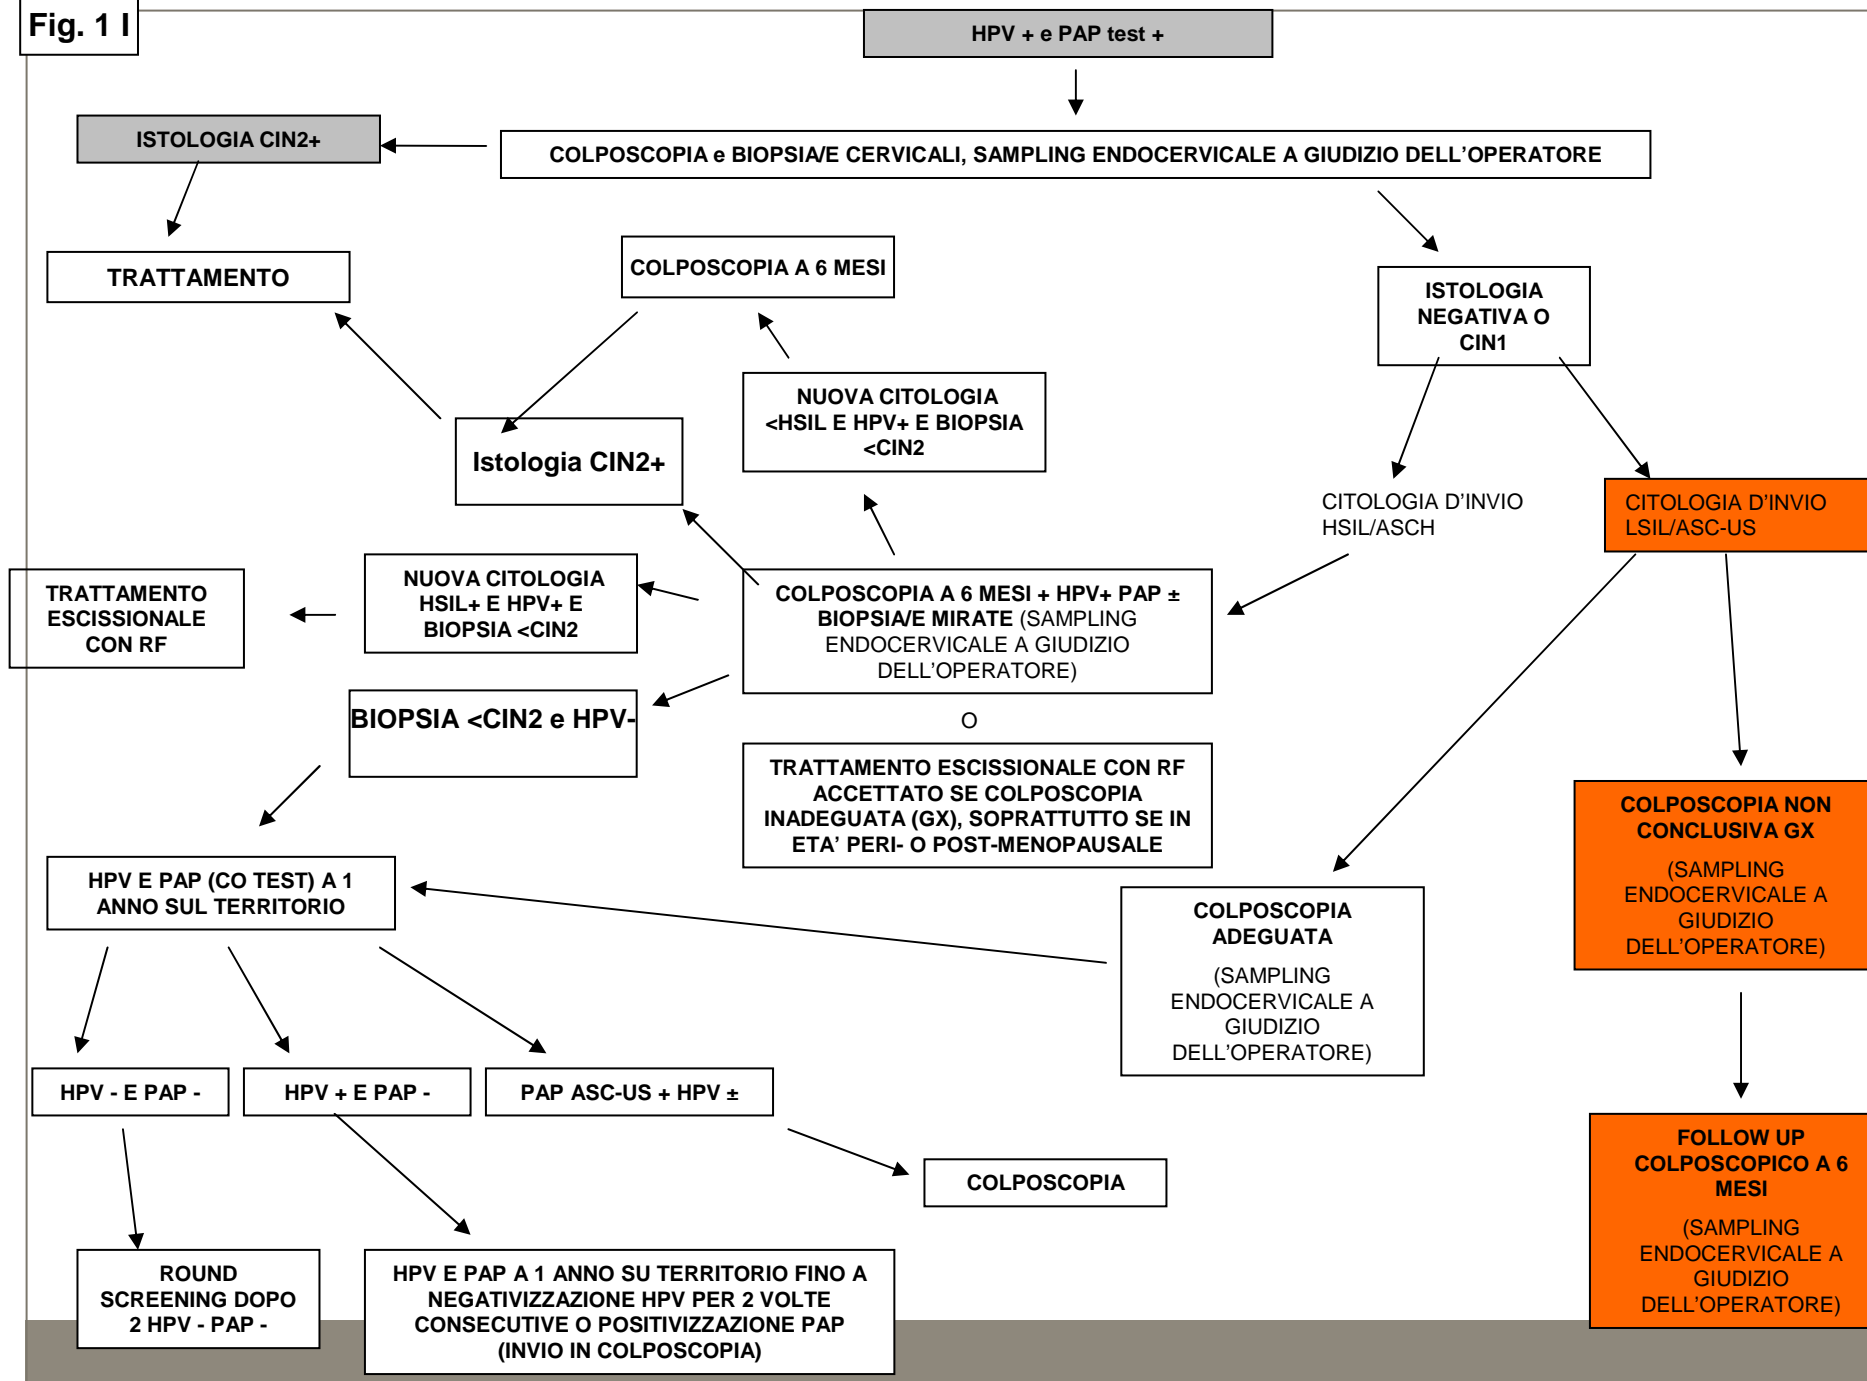 Fig. 1 I
HPV + e PAP test +
ISTOLOGIA CIN2+
COLPOSCOPIA e BIOPSIA/E CERVICALI, SAMPLING ENDOCERVICALE A GIUDIZIO DELL’OPERATORE
TRATTAMENTO
COLPOSCOPIA A 6 MESI
ISTOLOGIA
NEGATIVA O
CIN1
NUOVA CITOLOGIA
<HSIL E HPV+ E BIOPSIA
<CIN2
Istologia CIN2+
CITOLOGIA D’INVIO
HSIL/ASCH
CITOLOGIA D’INVIO
LSIL/ASC-US
TRATTAMENTO
ESCISSIONALE
CON RF
NUOVA CITOLOGIA
HSIL+ E HPV+ E
BIOPSIA <CIN2
COLPOSCOPIA A 6 MESI + HPV+ PAP ±
BIOPSIA/E MIRATE (SAMPLING
ENDOCERVICALE A GIUDIZIO
DELL’OPERATORE)
BIOPSIA <CIN2 e HPV-
O
TRATTAMENTO ESCISSIONALE CON RF
ACCETTATO SE COLPOSCOPIA
INADEGUATA (GX), SOPRATTUTTO SE IN
ETA’ PERI- O POST-MENOPAUSALE
COLPOSCOPIA NON
CONCLUSIVA GX
(SAMPLING
ENDOCERVICALE A
GIUDIZIO
DELL’OPERATORE)
HPV E PAP (CO TEST) A 1
ANNO SUL TERRITORIO
COLPOSCOPIA
ADEGUATA
(SAMPLING
ENDOCERVICALE A
GIUDIZIO
DELL’OPERATORE)
HPV - E PAP -
HPV + E PAP -
PAP ASC-US + HPV ±
COLPOSCOPIA
FOLLOW UP
COLPOSCOPICO A 6
MESI
(SAMPLING
ENDOCERVICALE A
GIUDIZIO
DELL’OPERATORE)
ROUND
SCREENING DOPO
2 HPV - PAP -
HPV E PAP A 1 ANNO SU TERRITORIO FINO A
NEGATIVIZZAZIONE HPV PER 2 VOLTE
CONSECUTIVE O POSITIVIZZAZIONE PAP
(INVIO IN COLPOSCOPIA)